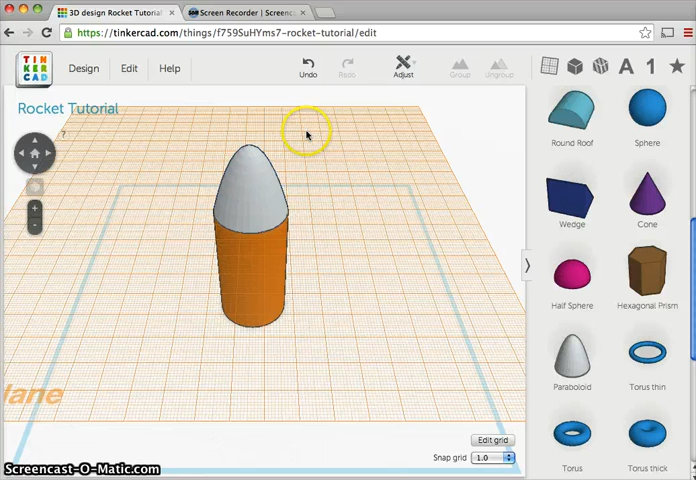 3D design Rocket Tutorial
Screen Recorder | Screenc
https://tinkercad.com/things/f759SuHYms7-rocket-tutorial/edit
TIN
KER
CAD
Design
Edit
Help
Undo
Redo
Adjust
Group
Ungroup
A
1
Rocket Tutorial
?
Round Roof
Sphere
Wedge
Cone
Half Sphere
Hexagonal Prism
Paraboloid
Torus thin
Torus
Torus thick
lane
Edit grid
Snap grid
1.0
Screencast-O-Matic.com